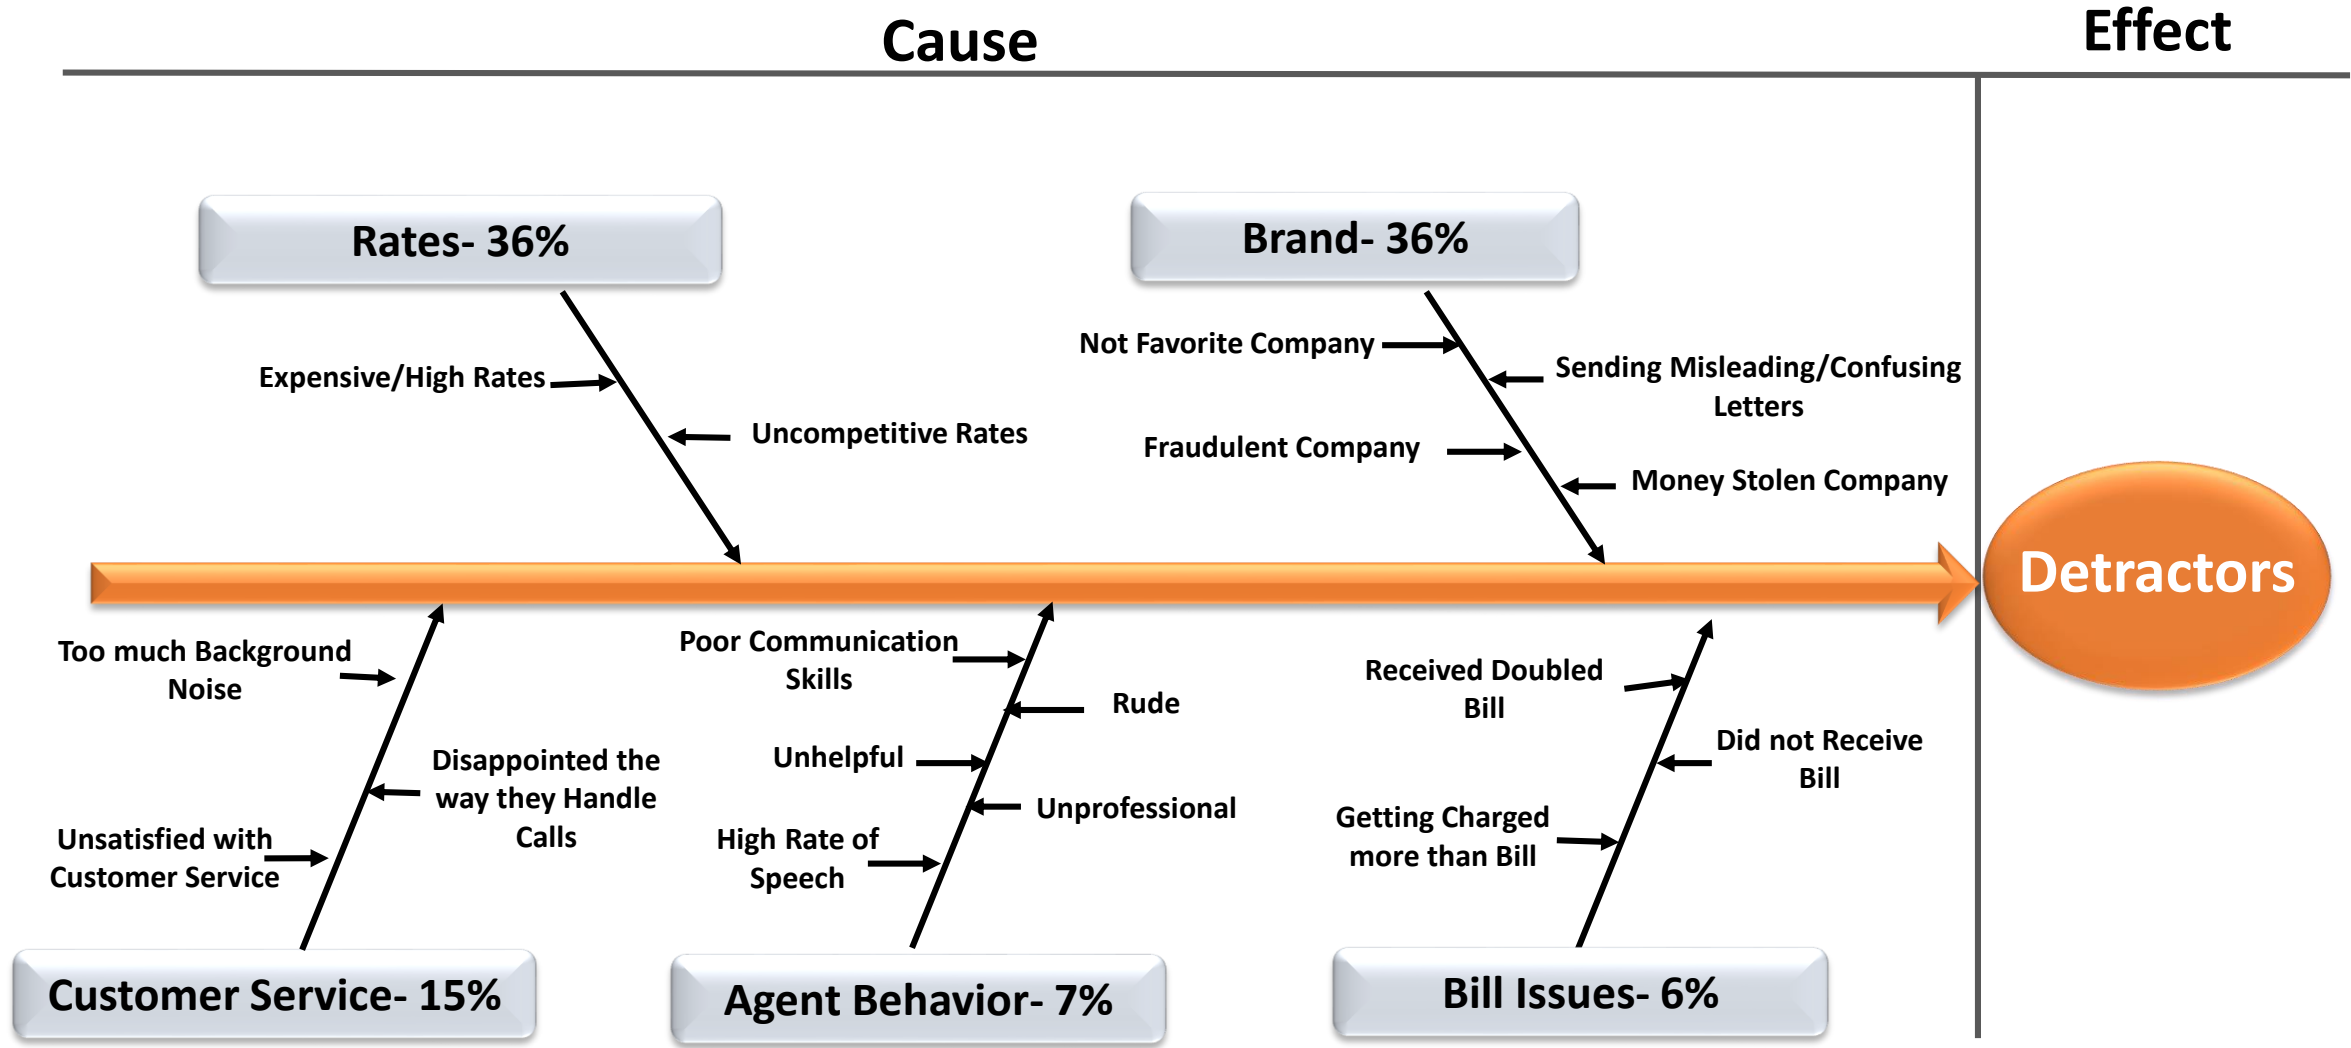 Cause
Effect
Rates- 36%
Brand- 36%
Not Favorite Company
Expensive/High Rates
Sending Misleading/Confusing
Letters
Uncompetitive Rates
Fraudulent Company
Money Stolen Company
Detractors
Too much Background
Noise
Poor Communication
Skills
Received Doubled
Bill
Rude
Disappointed the
way they Handle
Calls
Unhelpful
Did not Receive
Bill
Unprofessional
Unsatisfied with
Customer Service
High Rate of
Speech
Getting Charged
more than Bill
Customer Service- 15%
Agent Behavior- 7%
Bill Issues- 6%